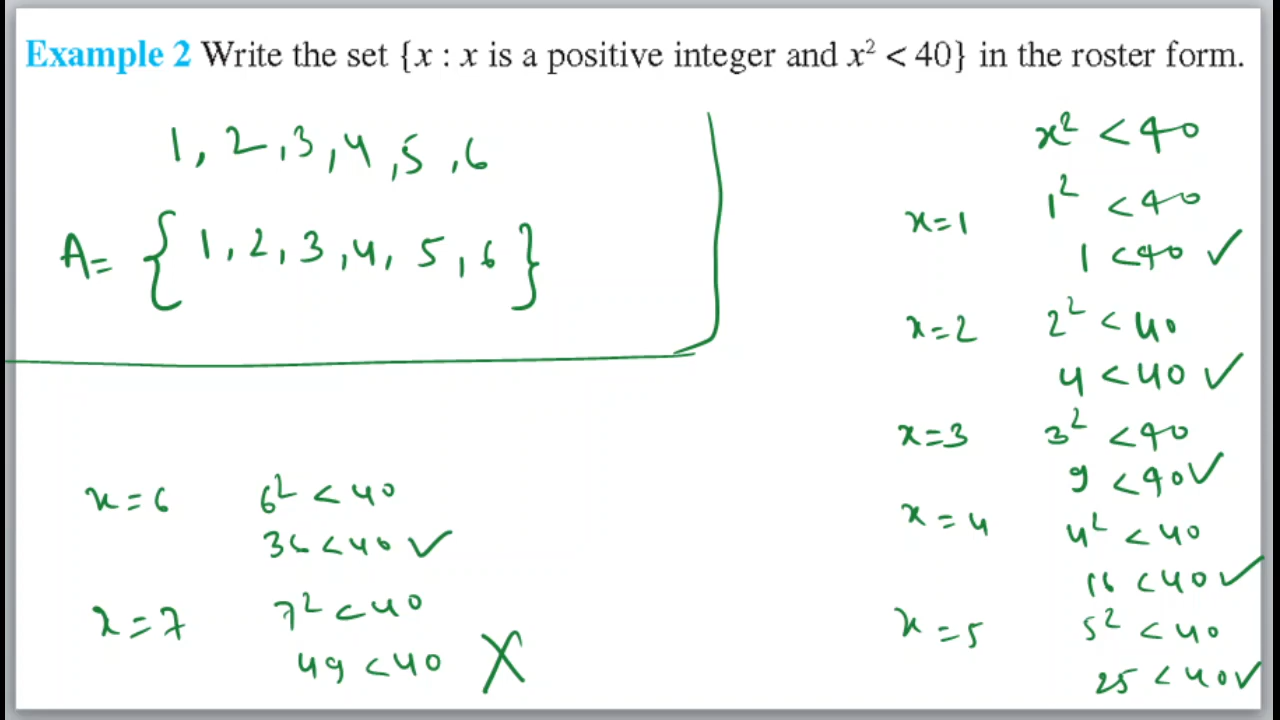 Example 2 Write the set {x : x is a positive integer and x² < 40} in the roster form.
1, 2, 3, 4, 5, 6
A= {1, 2, 3, 4, 5, 6}
x² < 40
x=1 1² < 40
1 < 40 ✓
x=2 2² < 40
4 < 40 ✓
x=3 3² < 40
9 < 40 ✓
x=4 4² < 40
16 < 40 ✓
x=5 5² < 40
25 < 40 ✓
x=6 6² < 40
36 < 40 ✓
x=7 7² < 40
49 < 40 X